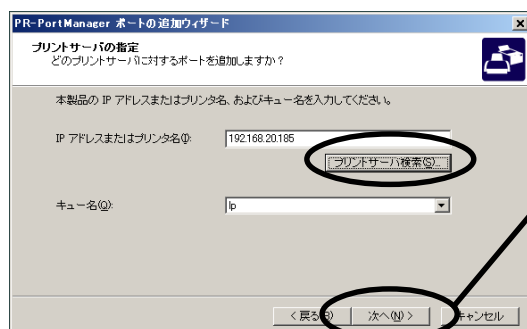 PR-PortManager ポートの追加ウィザード
プリントサーバの指定
どのプリントサーバに対するポートを追加しますか？
本製品の IP アドレスまたはプリンタ名、およびキュー名を入力してください。
IP アドレスまたはプリンタ名(I):
192.168.20.185
プリントサーバ検索(S)...
キュー名(Q):
lp
< 戻る(B)
次へ(N) >
キャンセル